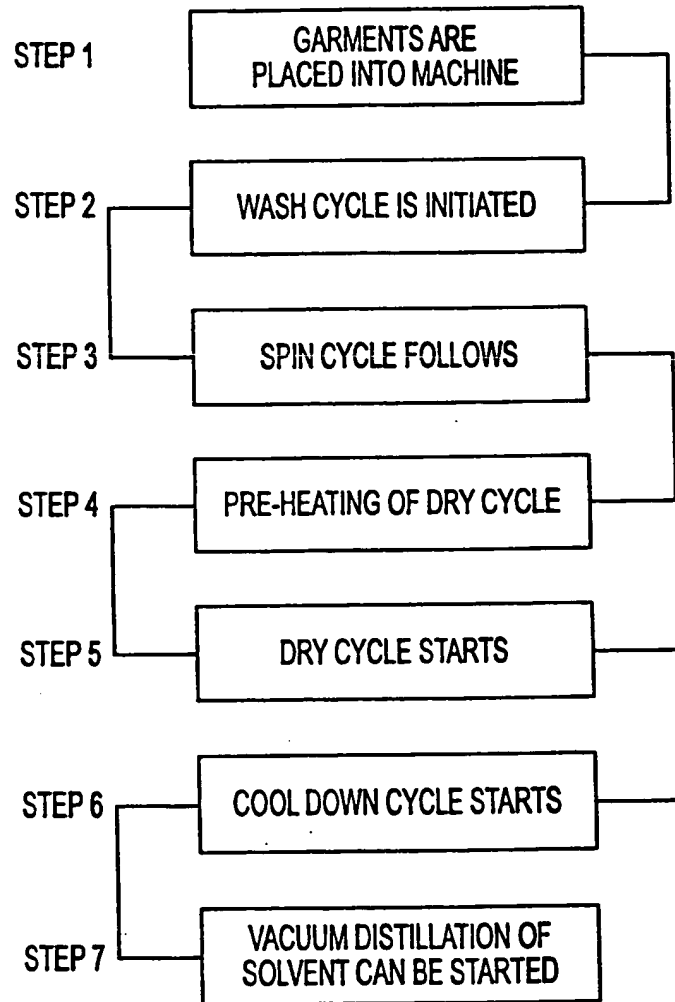 STEP 1
GARMENTS ARE
PLACED INTO MACHINE
STEP 2
WASH CYCLE IS INITIATED
STEP 3
SPIN CYCLE FOLLOWS
STEP 4
PRE-HEATING OF DRY CYCLE
STEP 5
DRY CYCLE STARTS
STEP 6
COOL DOWN CYCLE STARTS
STEP 7
VACUUM DISTILLATION OF
SOLVENT CAN BE STARTED